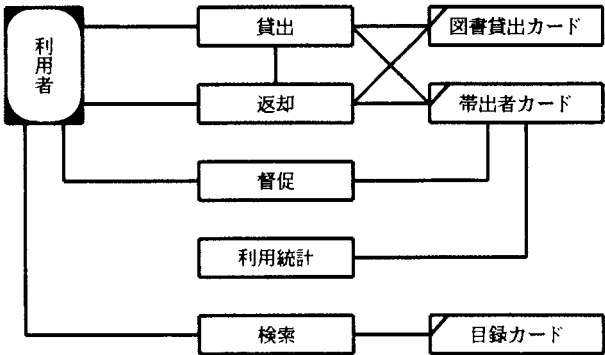 利用者
貸出
図書貸出カード
返却
帯出者カード
督促
利用統計
検索
目録カード